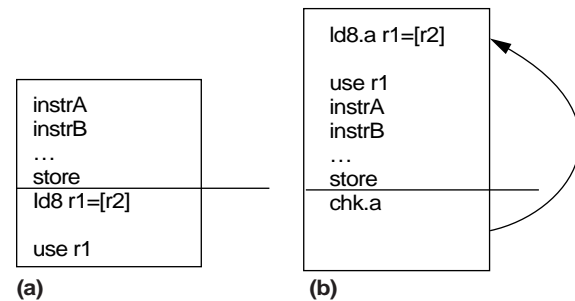 instrA
instrB
…
store
ld8 r1=[r2]
use r1
(a)
ld8.a r1=[r2]
use r1
instrA
instrB
…
store
chk.a
(b)